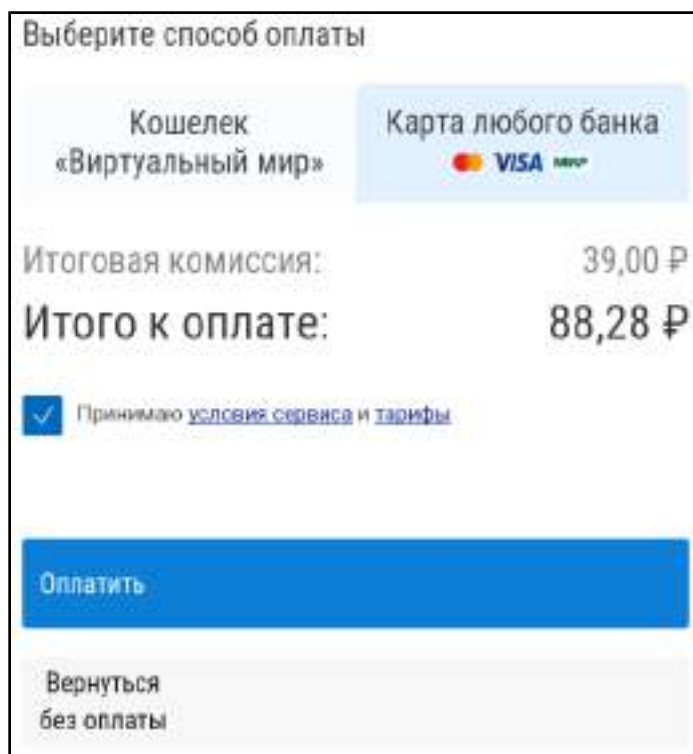 Выберите способ оплаты
Кошелек
«Виртуальный мир»
Карта любого банка
VISA МИР
Итоговая комиссия: 39,00 ₽
Итого к оплате: 88,28 ₽
Принимаю условия сервиса и тарифы
Оплатить
Вернуться
без оплаты